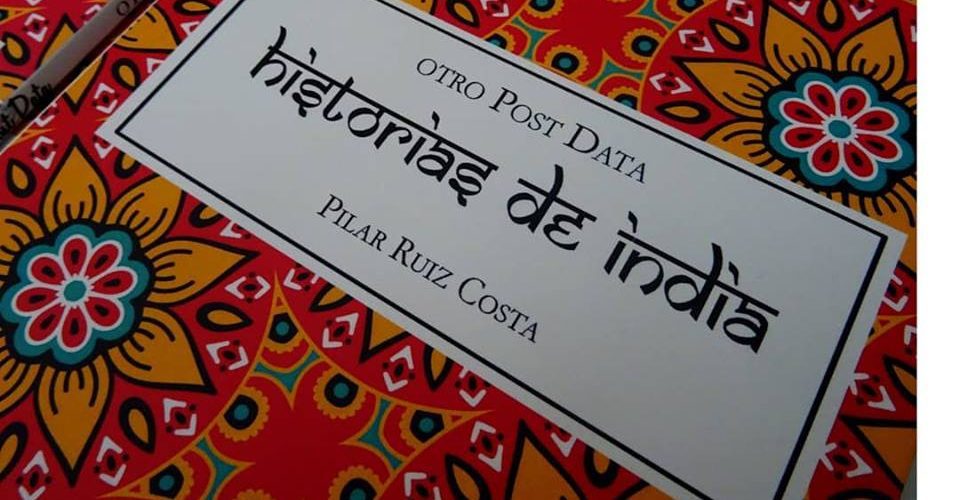 OTRO POST DATA
historias de india
PILAR RUIZ COSTA